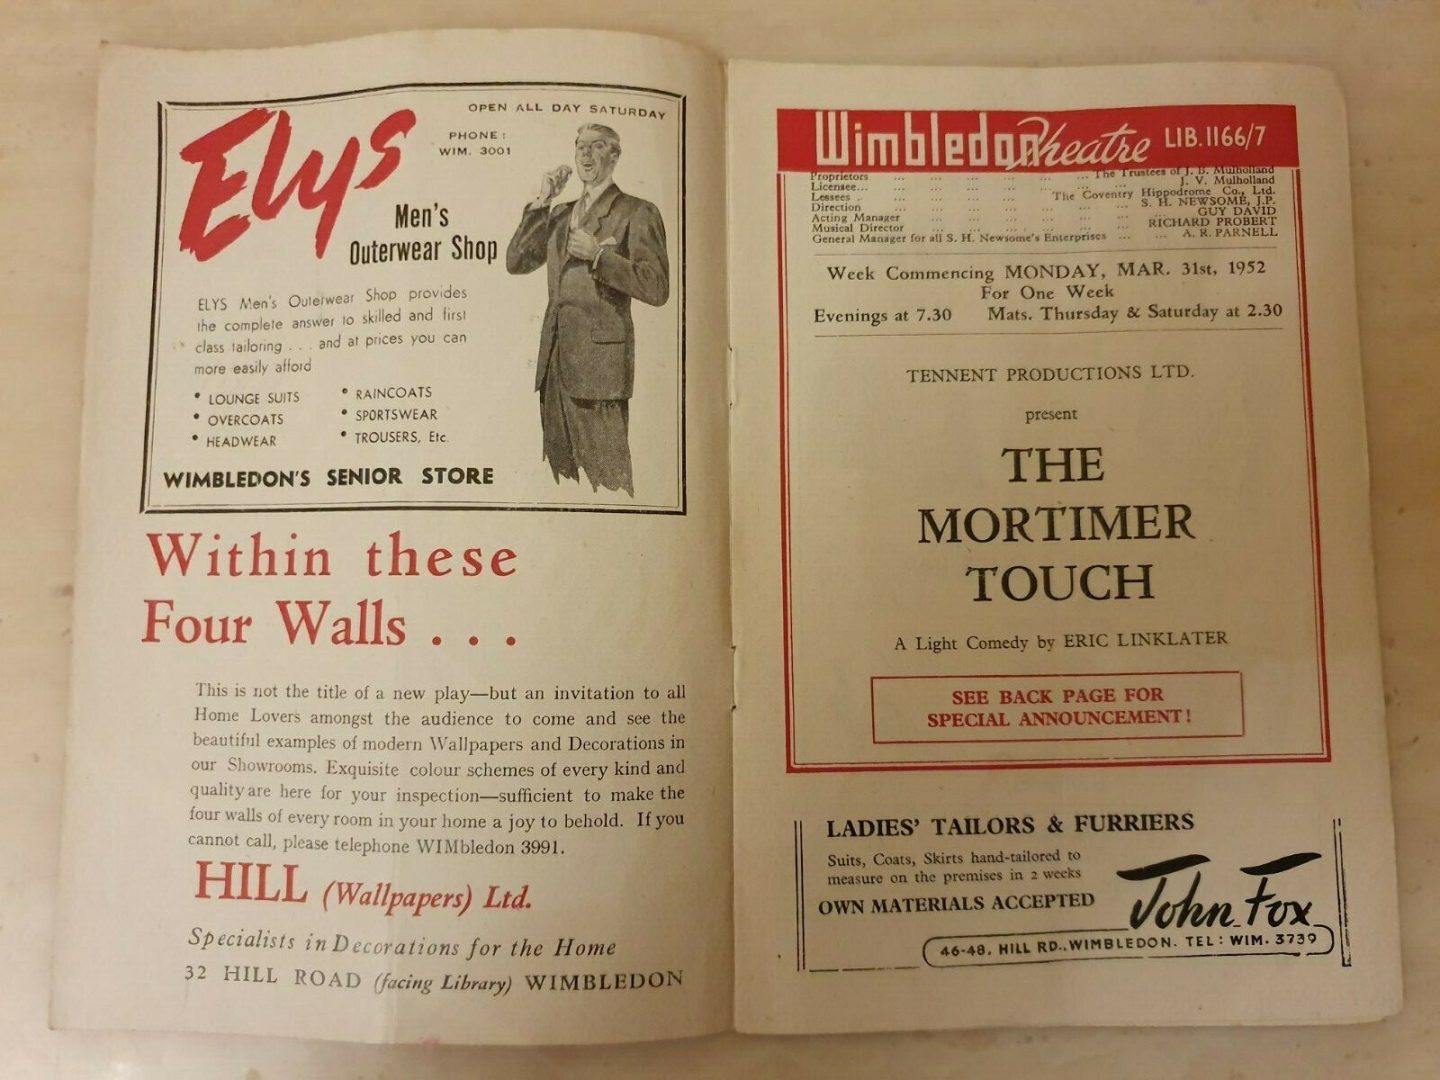 Elys
OPEN ALL DAY SATURDAY
PHONE:
WIM. 3001
Men's
Outerwear Shop
ELYS Men's Outerwear Shop provides
the complete answer to skilled and first
class tailoring . . . and at prices you can
more easily afford
• LOUNGE SUITS
• OVERCOATS
• HEADWEAR
• RAINCOATS
• SPORTSWEAR
• TROUSERS, Etc.
WIMBLEDON'S SENIOR STORE
Within these
Four Walls . . .
This is not the title of a new play—but an invitation to all
Home Lovers amongst the audience to come and see the
beautiful examples of modern Wallpapers and Decorations in
our Showrooms. Exquisite colour schemes of every kind and
quality are here for your inspection—sufficient to make the
four walls of every room in your home a joy to behold. If you
cannot call, please telephone WIMbledon 3991.
HILL (Wallpapers) Ltd.
Specialists in Decorations for the Home
32 HILL ROAD (facing Library) WIMBLEDON
Wimbledon Theatre LIB. 1166/7
Proprietors ... ... ... ... ... The Trustees of J. B. Mulholland
Licensee... ... ... ... ... ... J. V. Mulholland
Lessees .. ... ... ... The Coventry Hippodrome Co., Ltd.
Direction ... ... ... ... ... S. H. NEWSOME, J.P.
Acting Manager ... ... ... ... ... GUY DAVID
Musical Director ... ... ... ... RICHARD PROBERT
General Manager for all S. H. Newsome's Enterprises ... ... A. R. PARNELL
Week Commencing MONDAY, MAR. 31st, 1952
For One Week
Evenings at 7.30 Mats. Thursday & Saturday at 2.30
TENNENT PRODUCTIONS LTD.
present
THE
MORTIMER
TOUCH
A Light Comedy by ERIC LINKLATER
SEE BACK PAGE FOR
SPECIAL ANNOUNCEMENT!
LADIES' TAILORS & FURRIERS
Suits, Coats, Skirts hand-tailored to
measure on the premises in 2 weeks
OWN MATERIALS ACCEPTED
John Fox
46-48, HILL RD., WIMBLEDON. TEL: WIM. 3739